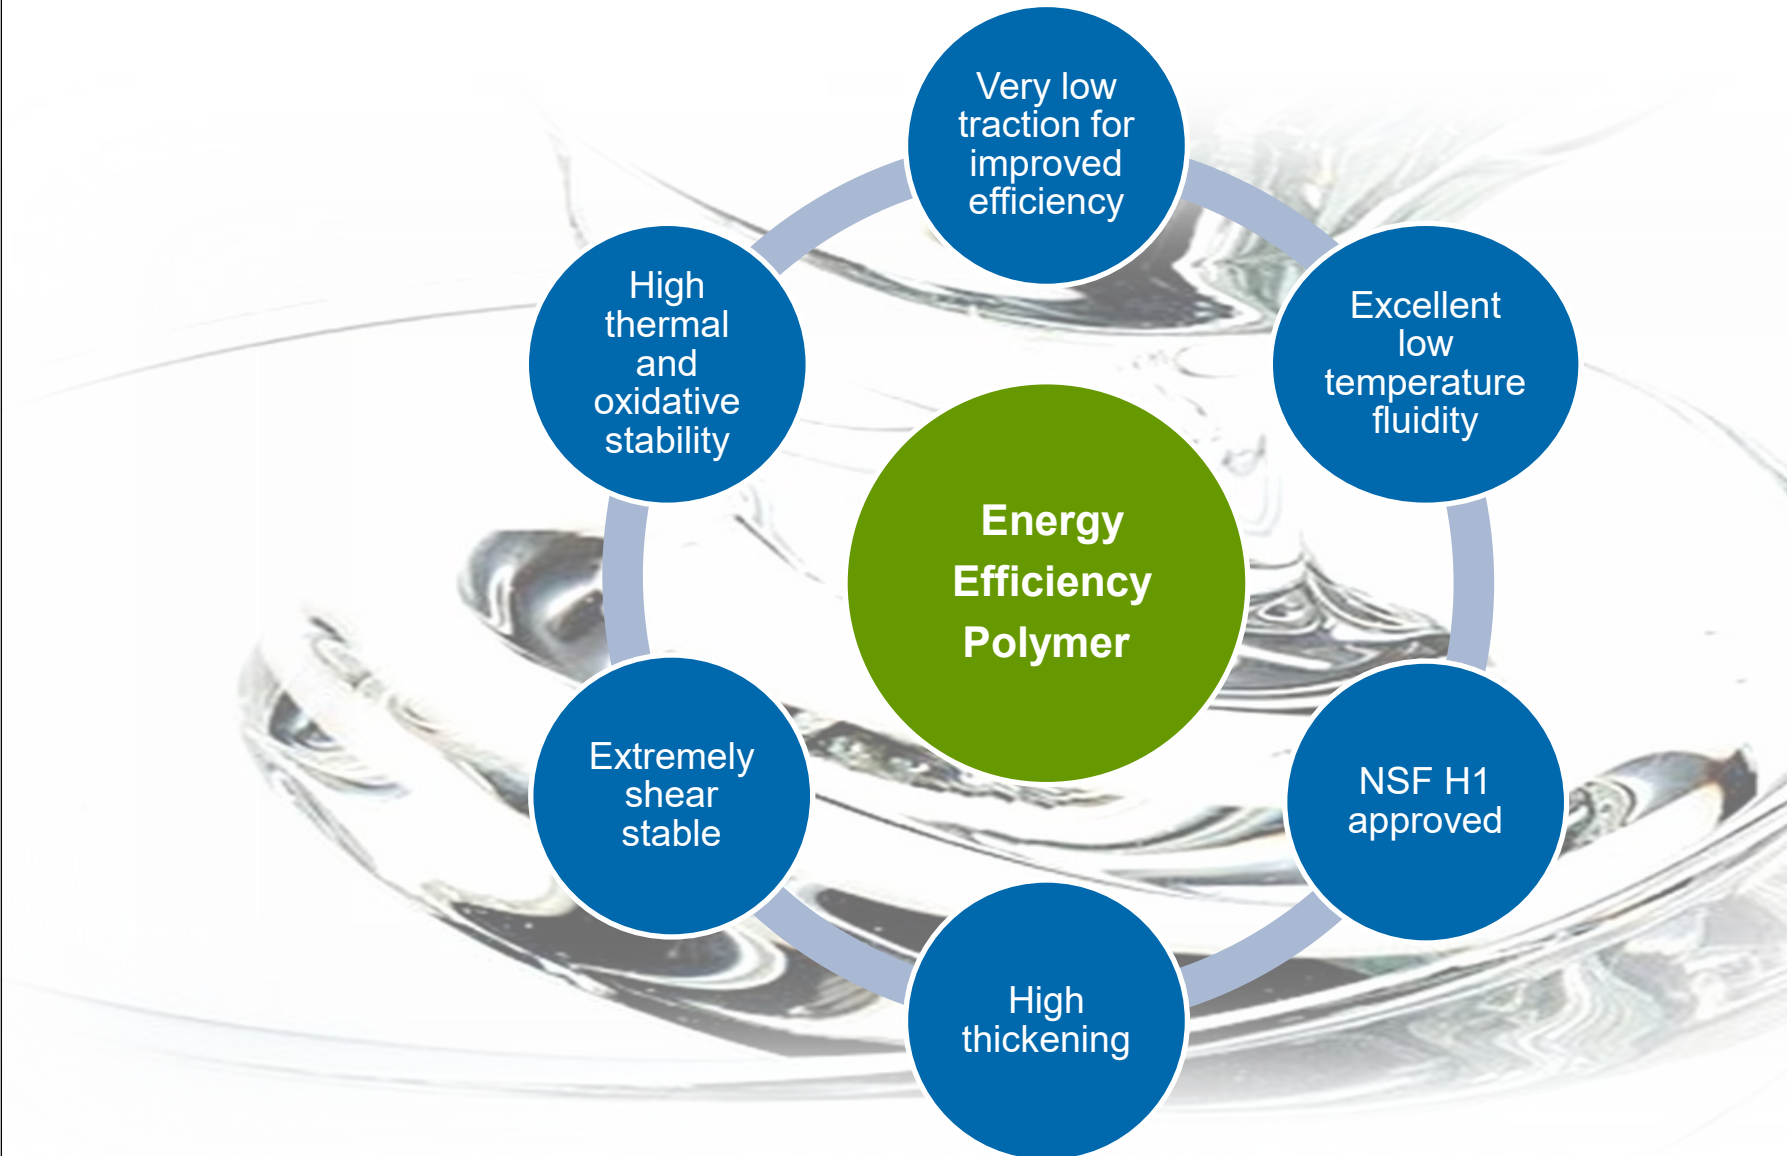 Very low
traction for
improved
efficiency
Excellent
low
temperature
fluidity
NSF H1
approved
High
thickening
Extremely
shear
stable
High
thermal
and
oxidative
stability
Energy
Efficiency
Polymer